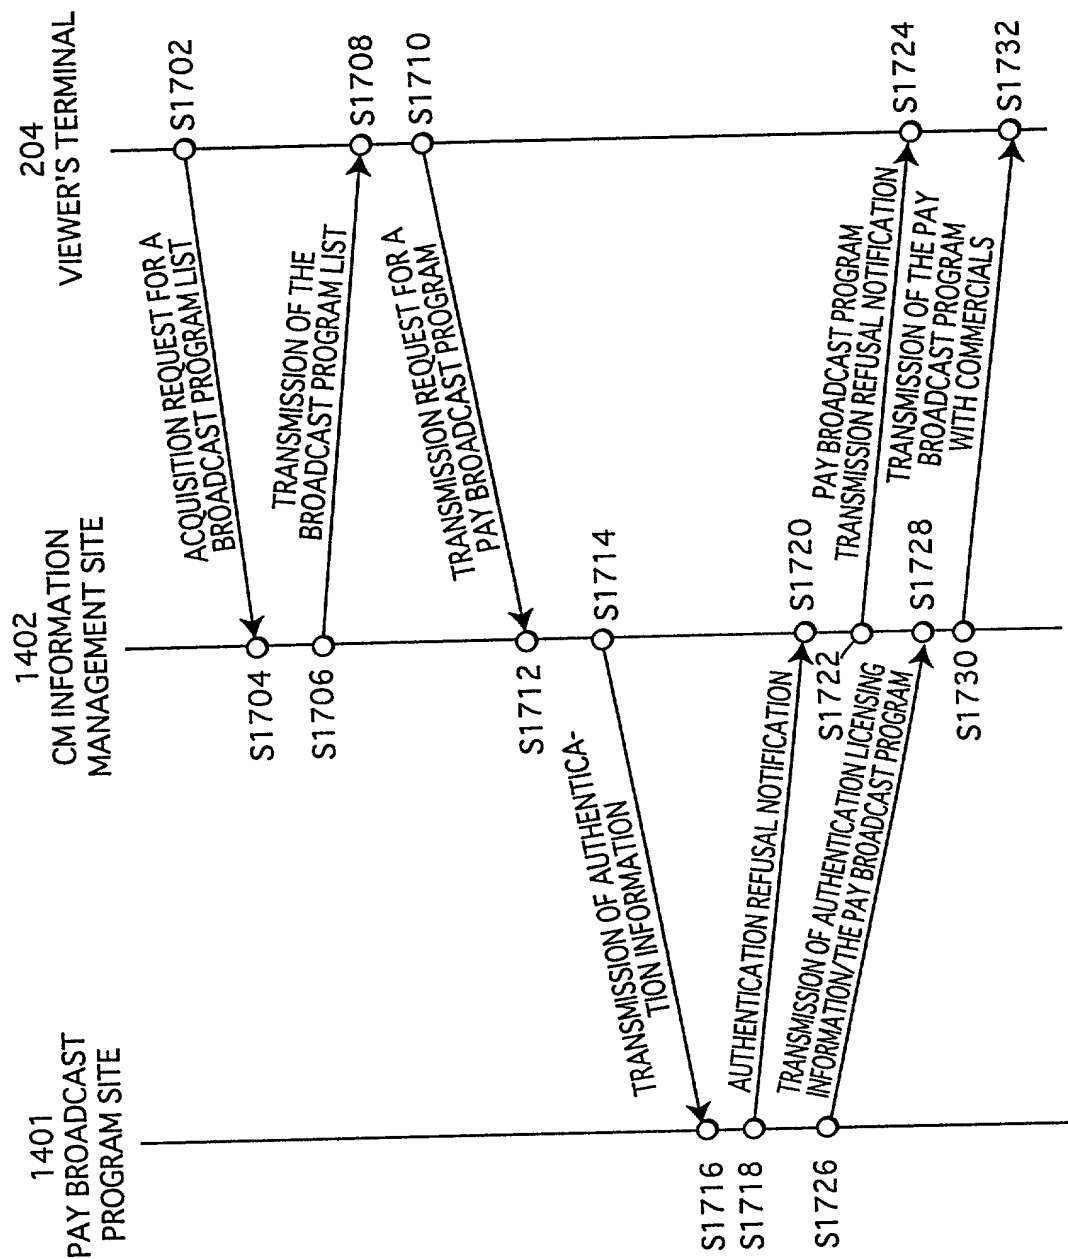 1401
PAY BROADCAST
PROGRAM SITE
1402
CM INFORMATION
MANAGEMENT SITE
204
VIEWER'S TERMINAL
S1702
ACQUISITION REQUEST FOR A
BROADCAST PROGRAM LIST
S1704
S1706
TRANSMISSION OF THE
BROADCAST PROGRAM LIST
S1708
S1710
TRANSMISSION REQUEST FOR A
PAY BROADCAST PROGRAM
S1712
S1714
TRANSMISSION OF AUTHENTICA-
TION INFORMATION
S1716
S1718
AUTHENTICATION REFUSAL NOTIFICATION
S1720
S1722
PAY BROADCAST PROGRAM
TRANSMISSION REFUSAL NOTIFICATION
S1724
S1726
TRANSMISSION OF AUTHENTICATION LICENSING
INFORMATION/THE PAY BROADCAST PROGRAM
S1728
S1730
TRANSMISSION OF THE PAY
BROADCAST PROGRAM
WITH COMMERCIALS
S1732